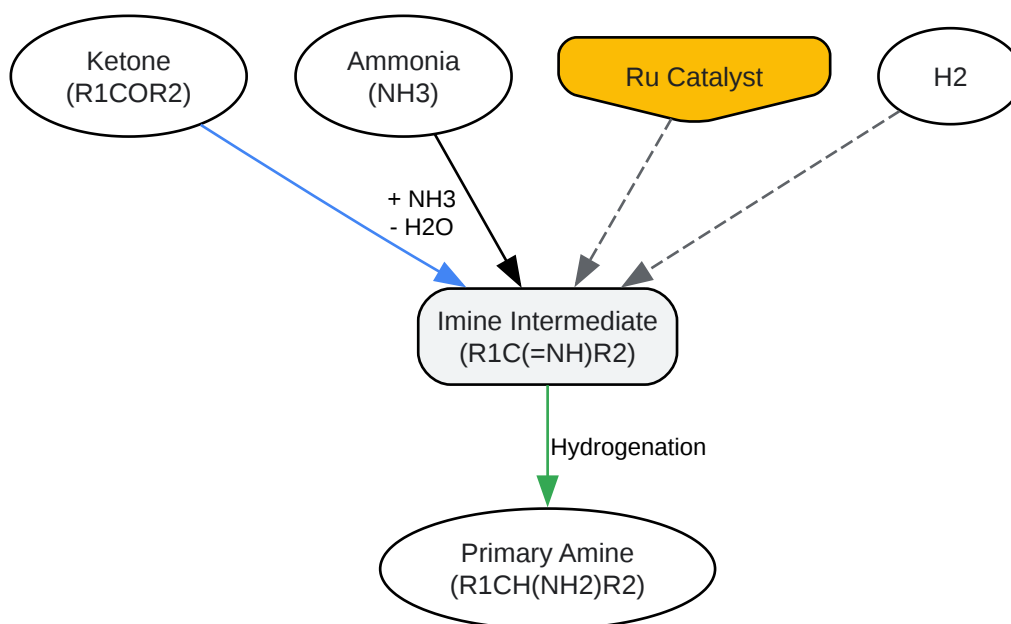 Ketone
(R1COR2)
Ammonia
(NH3)
Ru Catalyst
H2
+ NH3
- H2O
Imine Intermediate
(R1C(=NH)R2)
Hydrogenation
Primary Amine
(R1CH(NH2)R2)